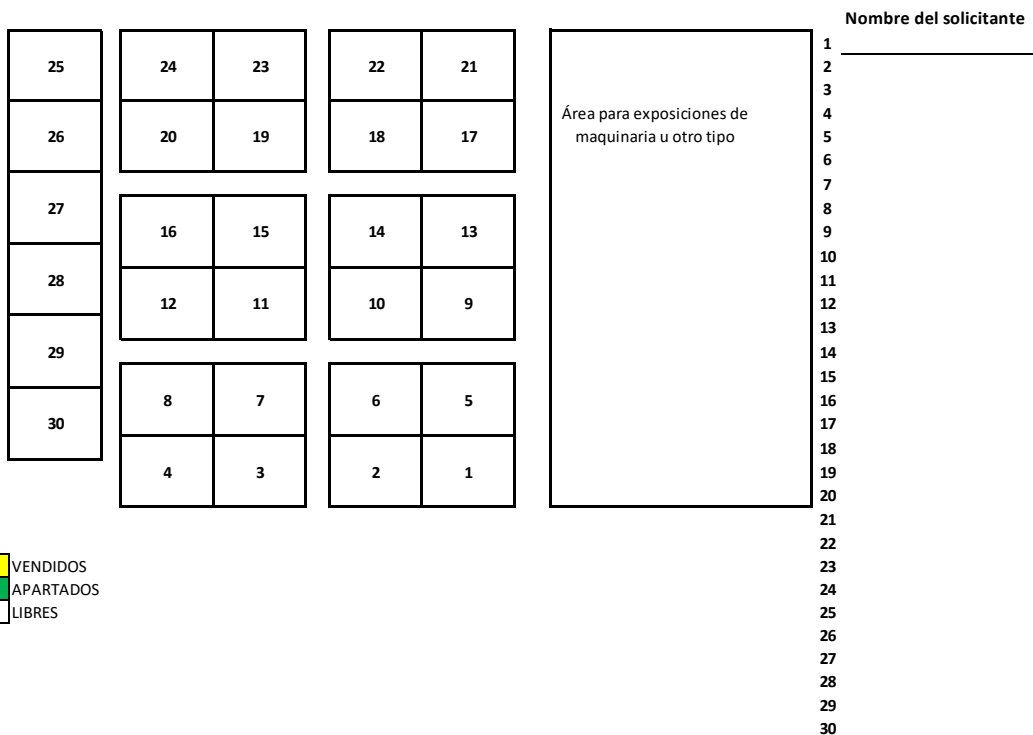 Nombre del solicitante
25 24 23 22 21
26 20 19 18 17
27
16 15 14 13
28
12 11 10 9
29
8 7 6 5
30
4 3 2 1
Área para exposiciones de
maquinaria u otro tipo
VENDIDOS
APARTADOS
LIBRES
1
2
3
4
5
6
7
8
9
10
11
12
13
14
15
16
17
18
19
20
21
22
23
24
25
26
27
28
29
30